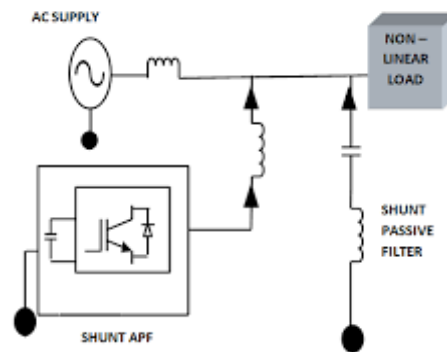 AC SUPPLY
NON –
LINEAR
LOAD
SHUNT
PASSIVE
FILTER
SHUNT APF